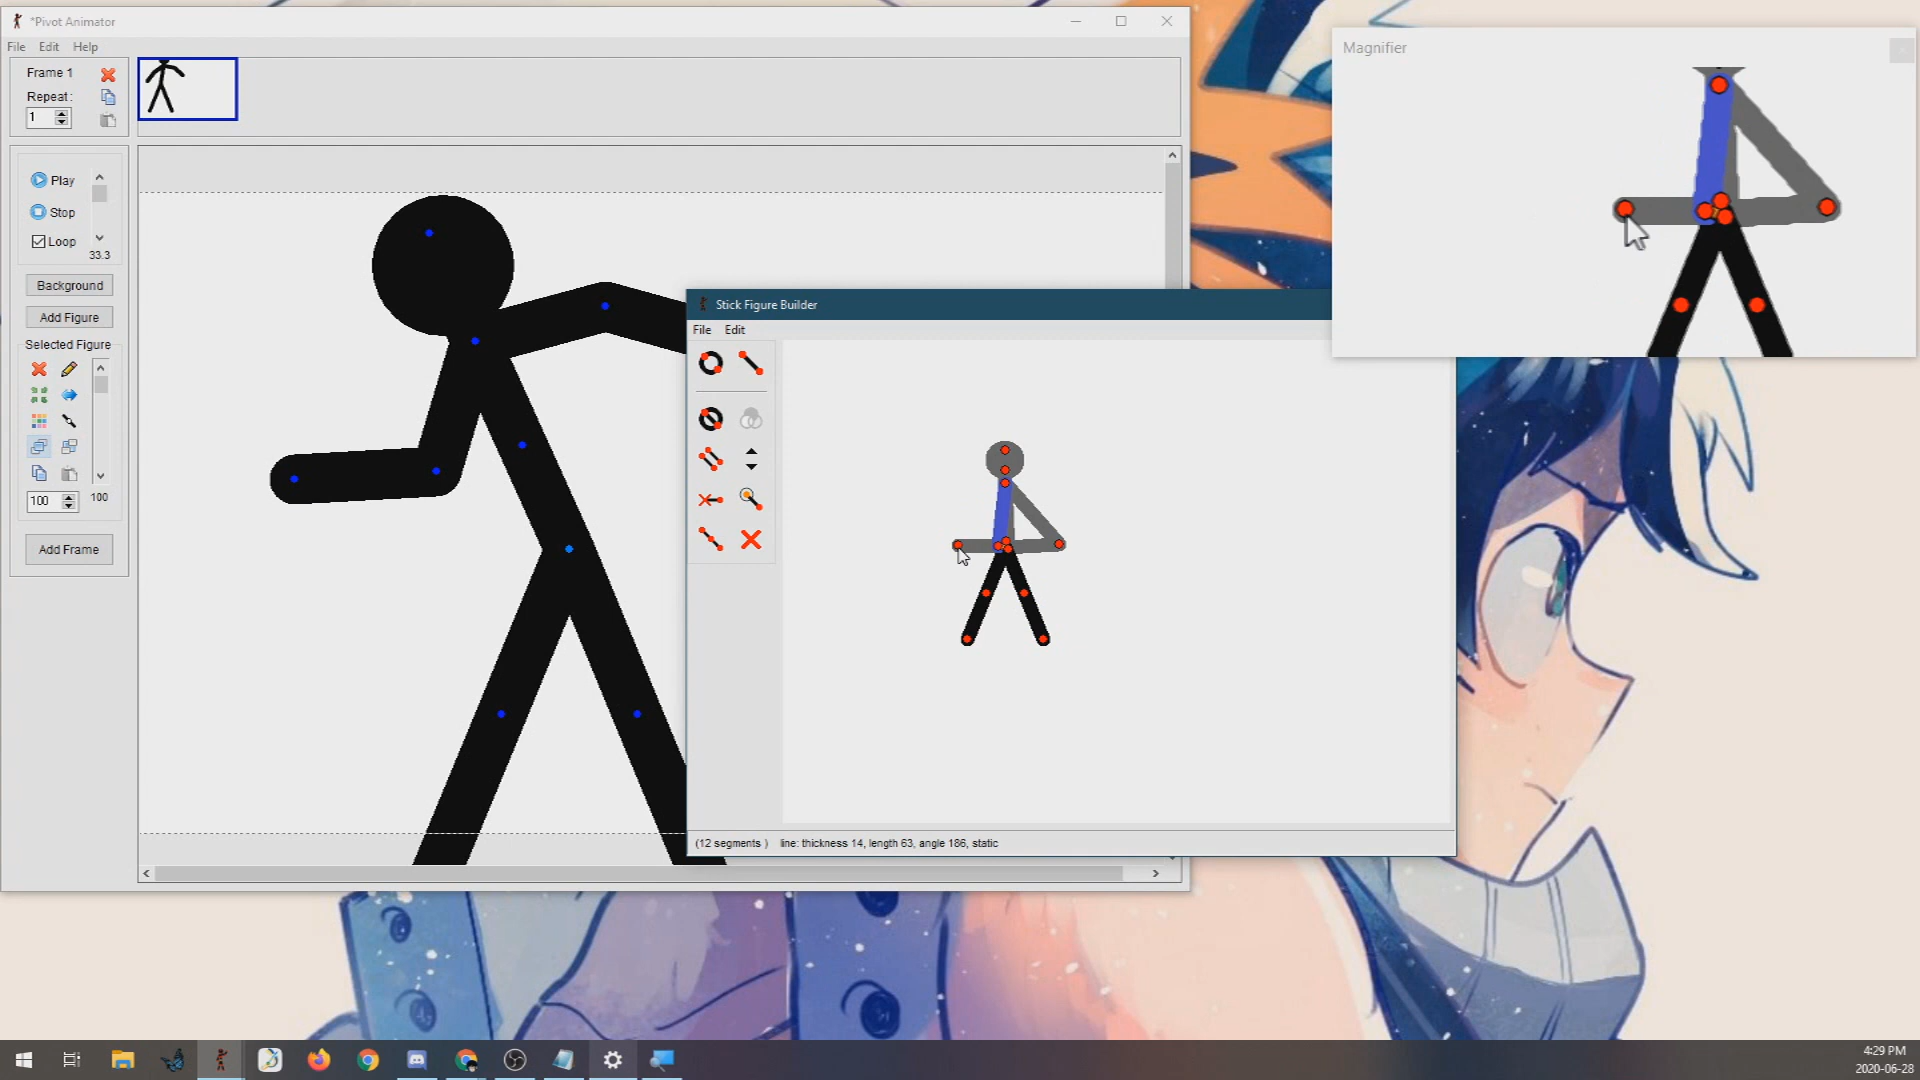 *Pivot Animator
File Edit Help
Frame 1
Repeat:
1
Play
Stop
Loop
33.3
Background
Add Figure
Selected Figure
100
100
Add Frame
Stick Figure Builder
File Edit
(12 segments ) line: thickness 14, length 63, angle 186, static
Magnifier
4:29 PM
2020-06-28